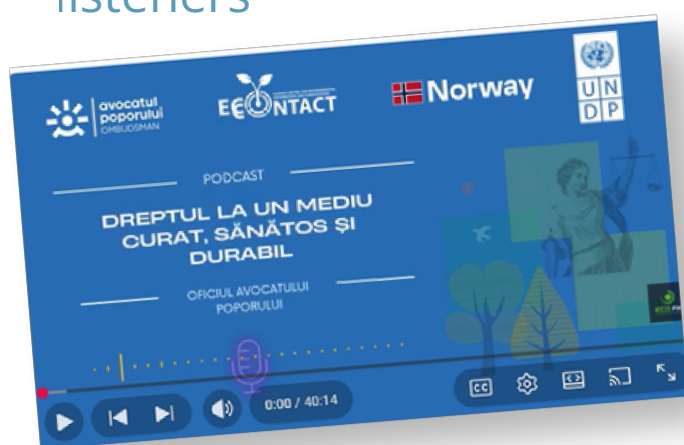 listeners
avocatul
poporului
OMBUDSMAN
ECONTACT
Norway
U N
D P
PODCAST
DREPTUL LA UN MEDIU
CURAT, SĂNĂTOS ȘI
DURABIL
OFICIUL AVOCATULUI
POPORULUI
0:00 / 40:14
CC